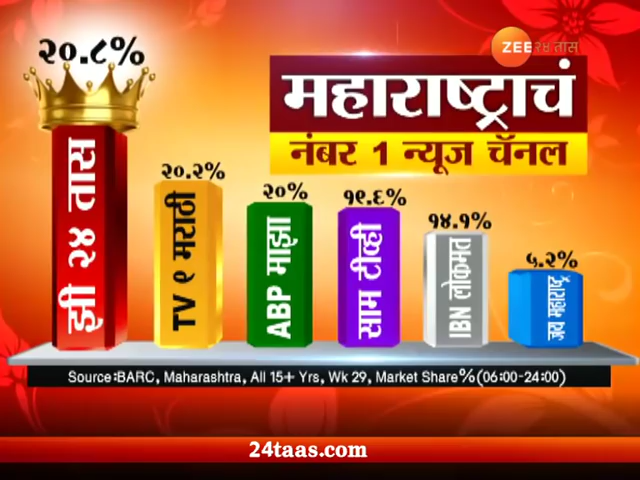 २०.८%
ZEE २४ तास
महाराष्ट्राचं
नंबर 1 न्यूज चॅनल
२०.२%
२०%
१९.६%
१४.१%
५.२%
झी २४ तास
TV ९ मराठी
ABP माझा
साम टीव्ही
IBN लोकमत
जय महाराष्ट्र
Source:BARC, Maharashtra, All 15+ Yrs, Wk 29, Market Share%(06:00-24:00)
24taas.com